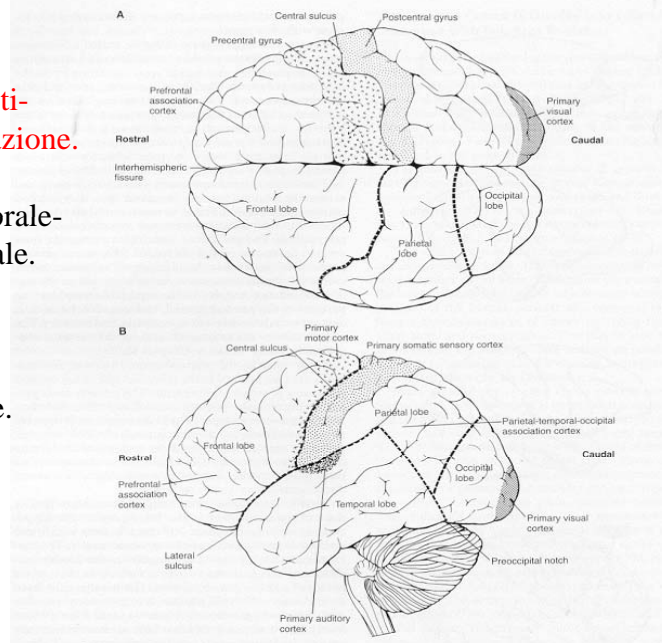 ti-
zione.
orale-
ale.
e.
A
Central sulcus
Postcentral gyrus
Precentral gyrus
Prefrontal
association
cortex
Primary
visual
cortex
Rostral
Caudal
Interhemispheric
fissure
Frontal lobe
Occipital
lobe
Parietal
lobe
B
Primary
motor cortex
Central sulcus
Primary somatic sensory cortex
Parietal lobe
Parietal-temporal-occipital
association cortex
Frontal lobe
Rostral
Caudal
Occipital
lobe
Prefrontal
association
cortex
Temporal lobe
Primary visual
cortex
Lateral
sulcus
Preoccipital notch
Primary auditory
cortex